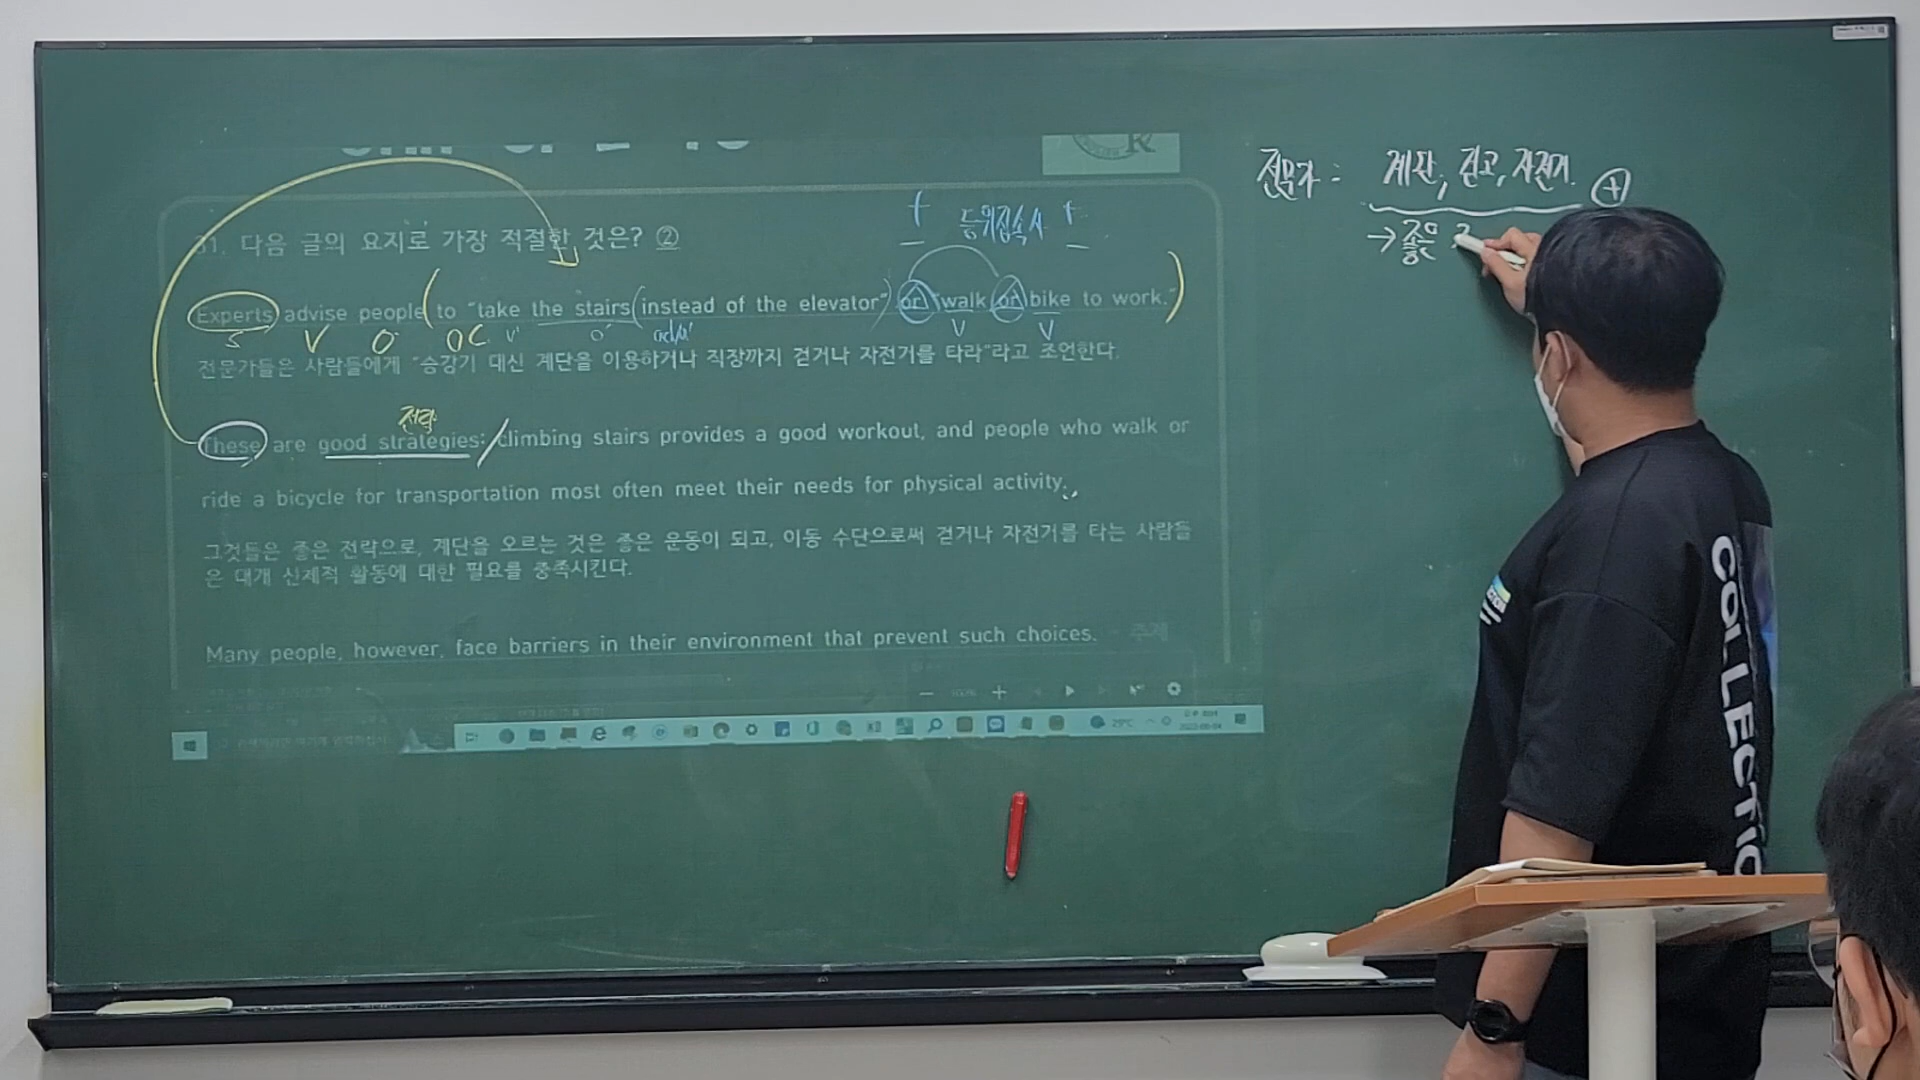 31. 다음 글의 요지로 가장 적절한 것은? ②
+ 등위접속사 +
Experts advise people to "take the stairs instead of the elevator" or "walk or bike to work."
S V O OC V' O' V V
전문가들은 사람들에게 "승강기 대신 계단을 이용하거나 직장까지 걷거나 자전거를 타라"라고 조언한다.
전략
These are good strategies: climbing stairs provides a good workout, and people who walk or
ride a bicycle for transportation most often meet their needs for physical activity.
그것들은 좋은 전략으로, 계단을 오르는 것은 좋은 운동이 되고, 이동 수단으로써 걷거나 자전거를 타는 사람들
은 대개 신체적 활동에 대한 필요를 충족시킨다.
Many people, however, face barriers in their environment that prevent such choices. - 주제
전문가 : 계단, 걷고, 자전거 +
→ 좋은
COLLECTIO